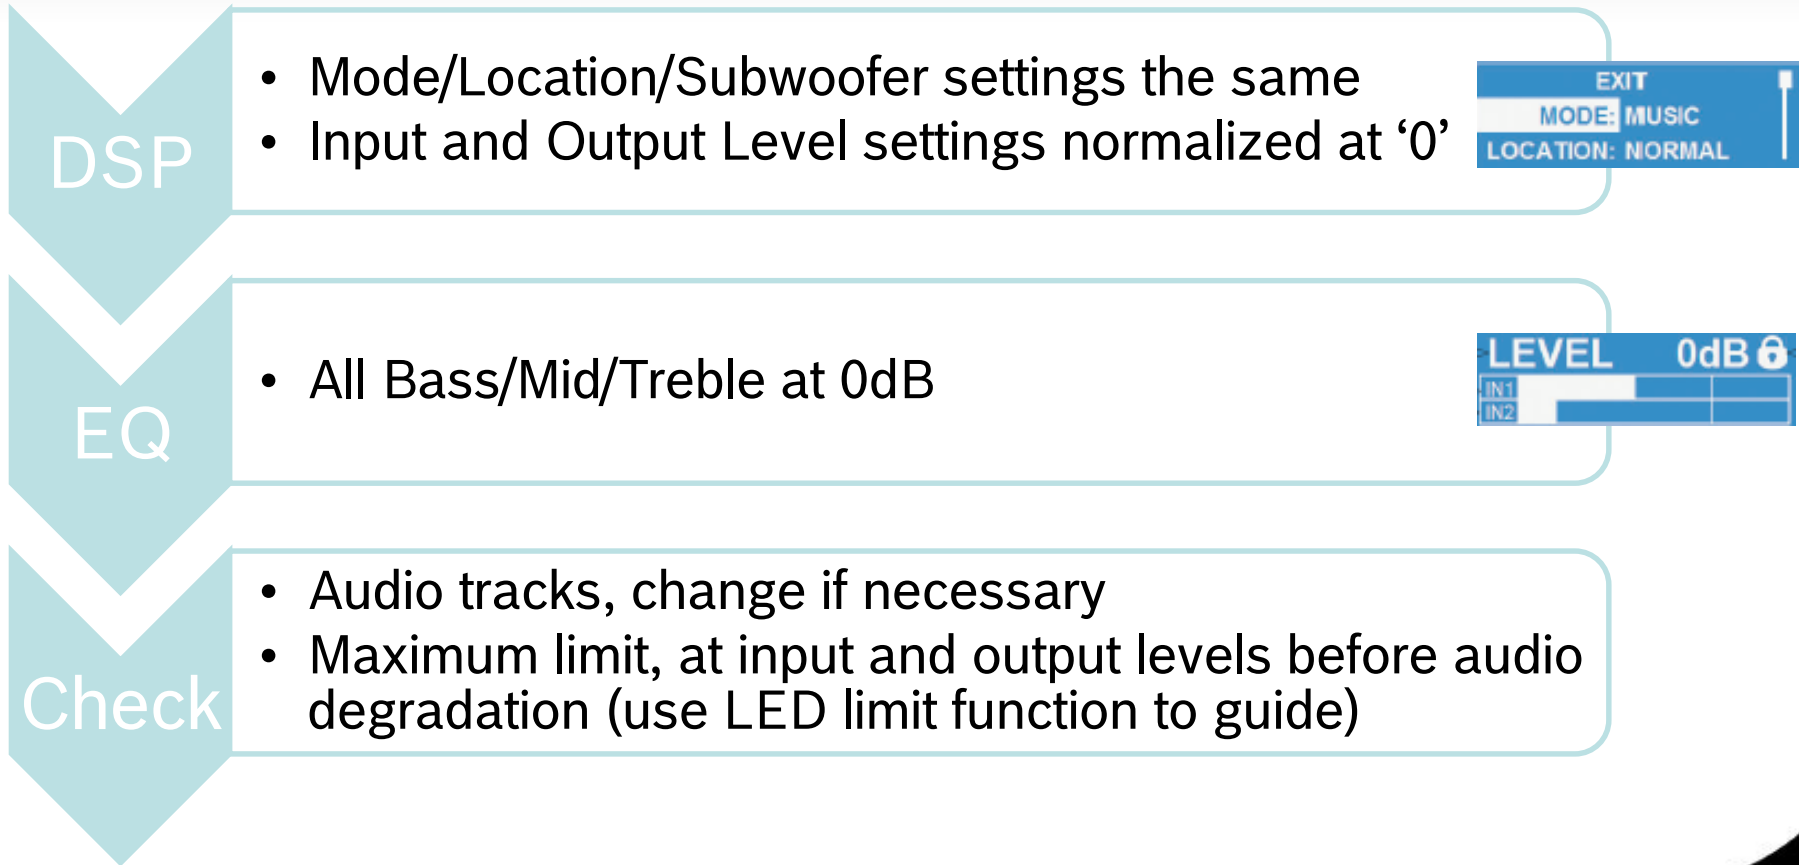 DSP
• Mode/Location/Subwoofer settings the same
• Input and Output Level settings normalized at ‘0’
EXIT
MODE: MUSIC
LOCATION: NORMAL
EQ
• All Bass/Mid/Treble at 0dB
LEVEL 0dB
IN1
IN2
Check
• Audio tracks, change if necessary
• Maximum limit, at input and output levels before audio
degradation (use LED limit function to guide)